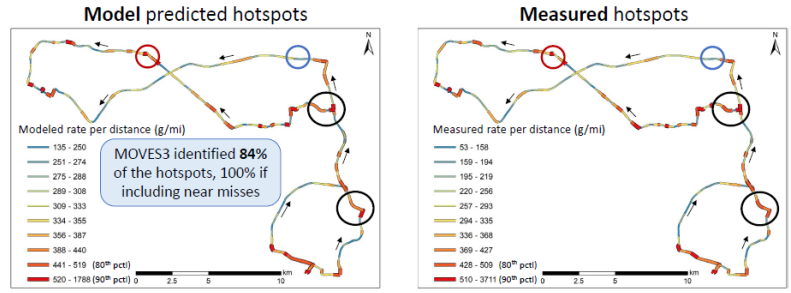 Model predicted hotspots
N
Modeled rate per distance (g/mi)
135 - 250
251 - 274
275 - 288
289 - 308
309 - 333
334 - 355
356 - 387
388 - 440
441 - 519 (80th pctl)
520 - 1788 (90th pctl)
MOVES3 identified 84%
of the hotspots, 100% if
including near misses
0 5 10
km
Measured hotspots
N
Measured rate per distance (g/mi)
53 - 158
159 - 194
195 - 219
220 - 256
257 - 293
294 - 335
336 - 368
369 - 427
428 - 509 (80th pctl)
510 - 3711 (90th pctl)
0 5 10
km